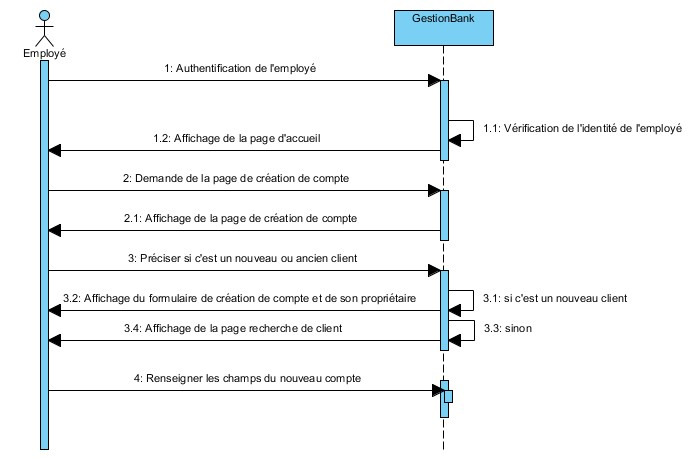 GestionBank
Employé
1: Authentification de l'employé
1.1: Vérification de l'identité de l'employé
1.2: Affichage de la page d'accueil
2: Demande de la page de création de compte
2.1: Affichage de la page de création de compte
3: Préciser si c'est un nouveau ou ancien client
3.1: si c'est un nouveau client
3.2: Affichage du formulaire de création de compte et de son propriétaire
3.3: sinon
3.4: Affichage de la page recherche de client
4: Renseigner les champs du nouveau compte